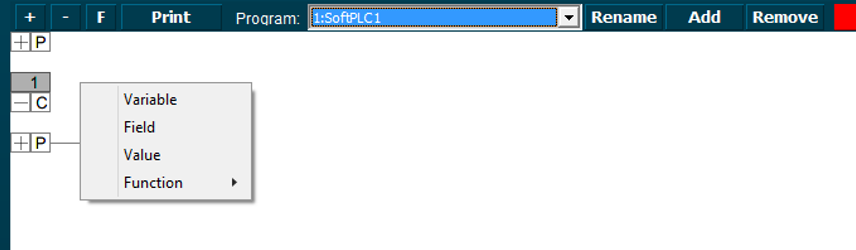 + - F Print Program: 1:SoftPLC1 Rename Add Remove
+ P
1
- C
+ P
Variable
Field
Value
Function